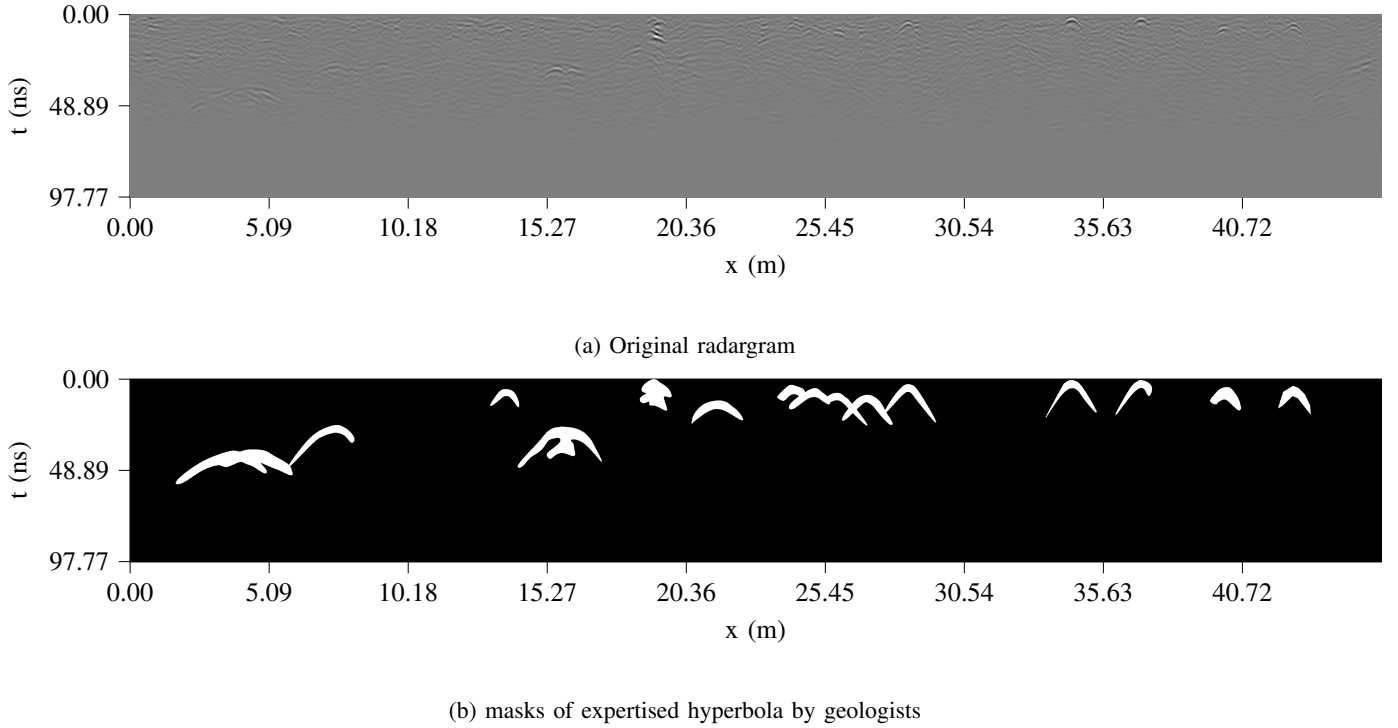 0.00
t (ns)
48.89
97.77
0.00 5.09 10.18 15.27 20.36 25.45 30.54 35.63 40.72
x (m)
(a) Original radargram
0.00
t (ns)
48.89
97.77
0.00 5.09 10.18 15.27 20.36 25.45 30.54 35.63 40.72
x (m)
(b) masks of expertised hyperbola by geologists